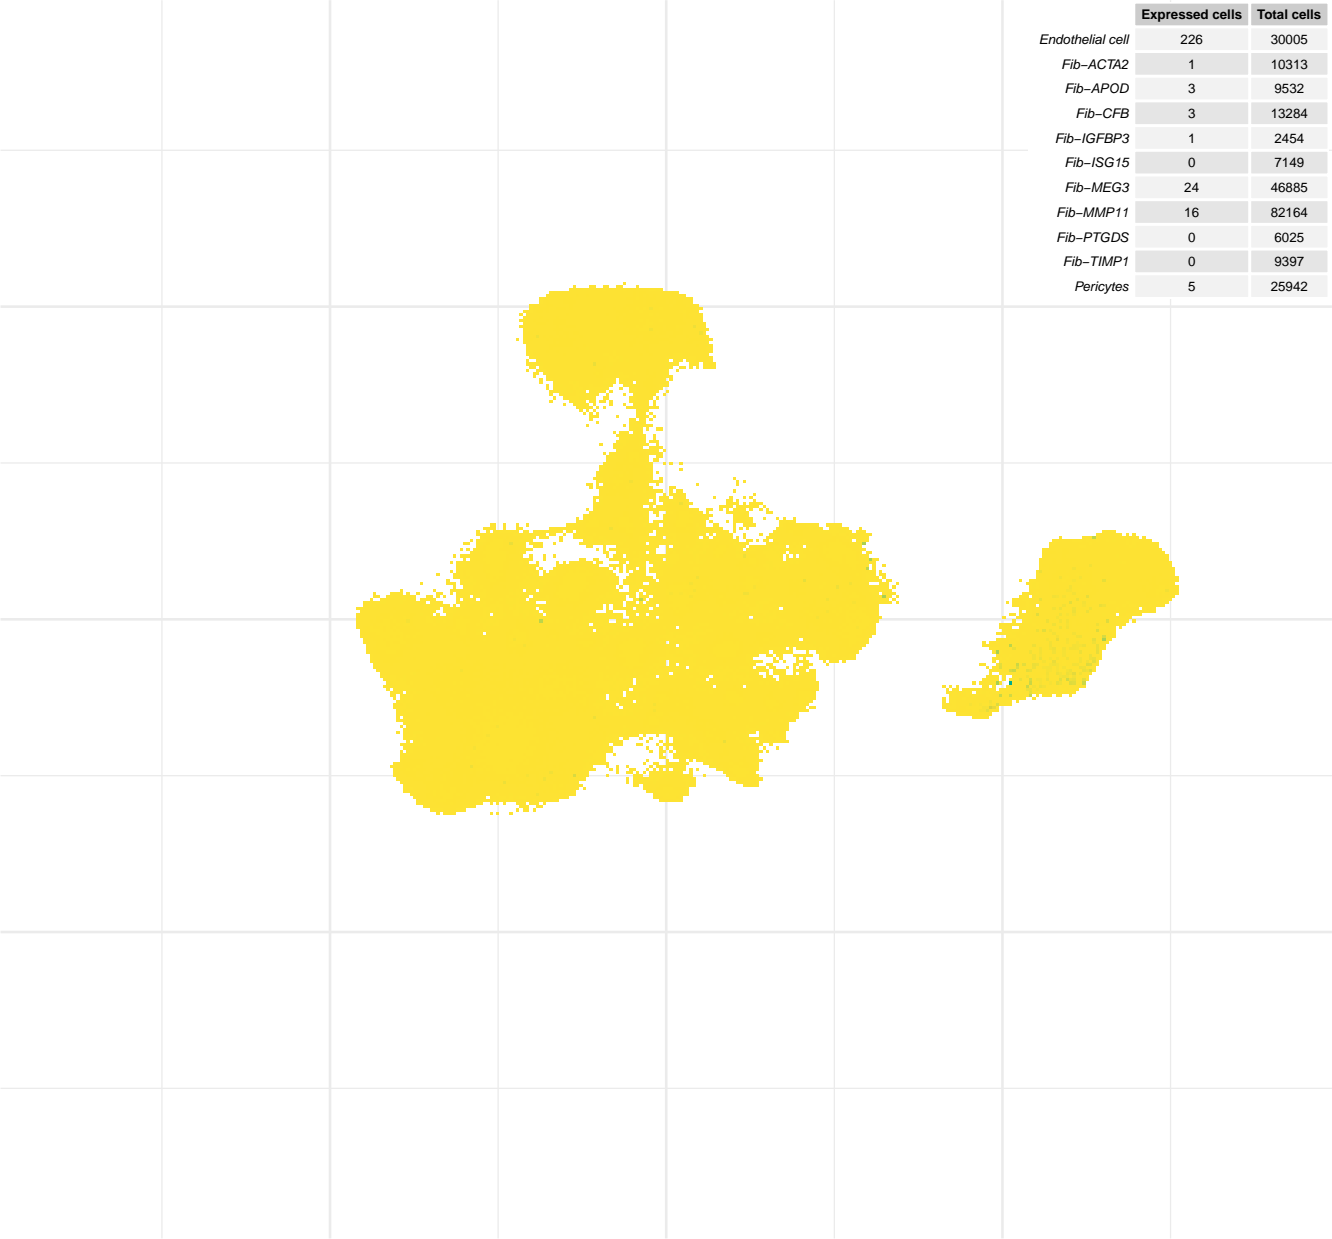 Expressed cells Total cells
Endothelial cell 226 30005
Fib−ACTA2 1 10313
Fib−APOD 3 9532
Fib−CFB 3 13284
Fib−IGFBP3 1 2454
Fib−ISG15 0 7149
Fib−MEG3 24 46885
Fib−MMP11 16 82164
Fib−PTGDS 0 6025
Fib−TIMP1 0 9397
Pericytes 5 25942